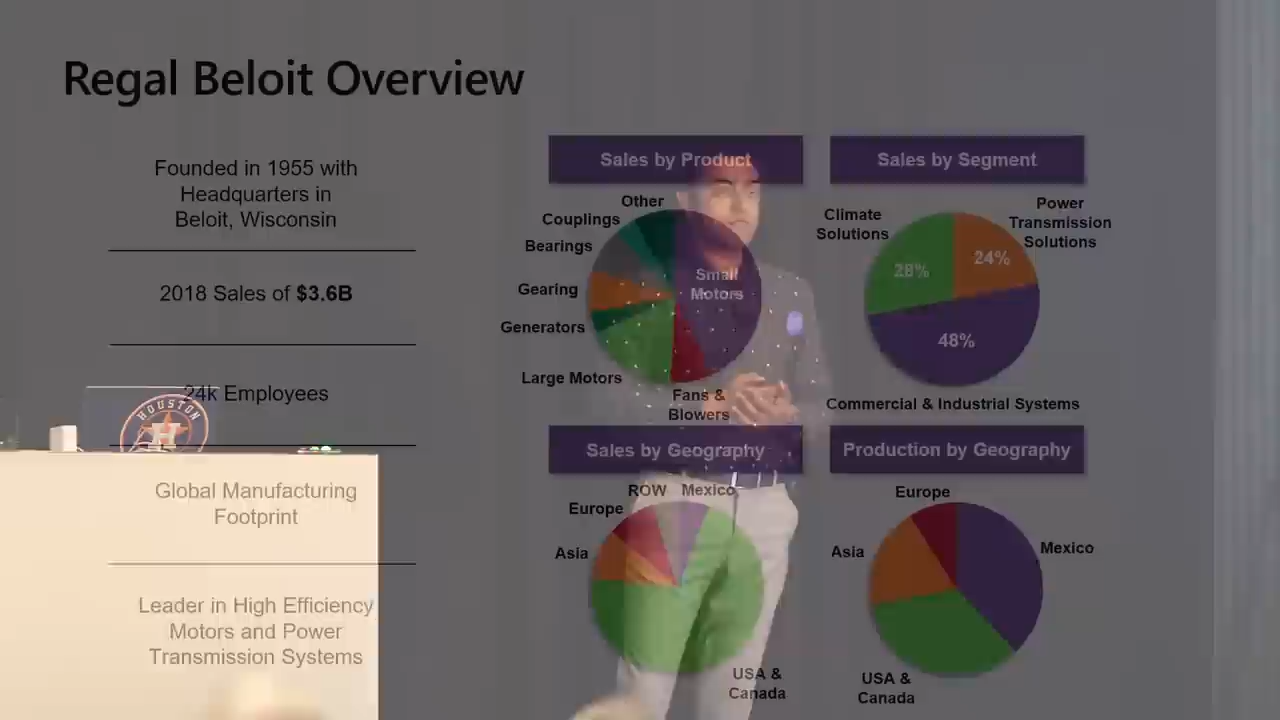 Regal Beloit Overview
Founded in 1955 with
Headquarters in
Beloit, Wisconsin
2018 Sales of $3.6B
24k Employees
HOUSTON
H
Global Manufacturing
Footprint
Leader in High Efficiency
Motors and Power
Transmission Systems
Sales by Product
Other
Couplings
Bearings
Gearing
Generators
Large Motors
Fans &
Blowers
Small
Motors
Sales by Segment
Climate
Solutions
Power
Transmission
Solutions
28%
24%
48%
Commercial & Industrial Systems
Sales by Geography
ROW
Mexico
Europe
Asia
USA &
Canada
Production by Geography
Europe
Asia
Mexico
USA &
Canada